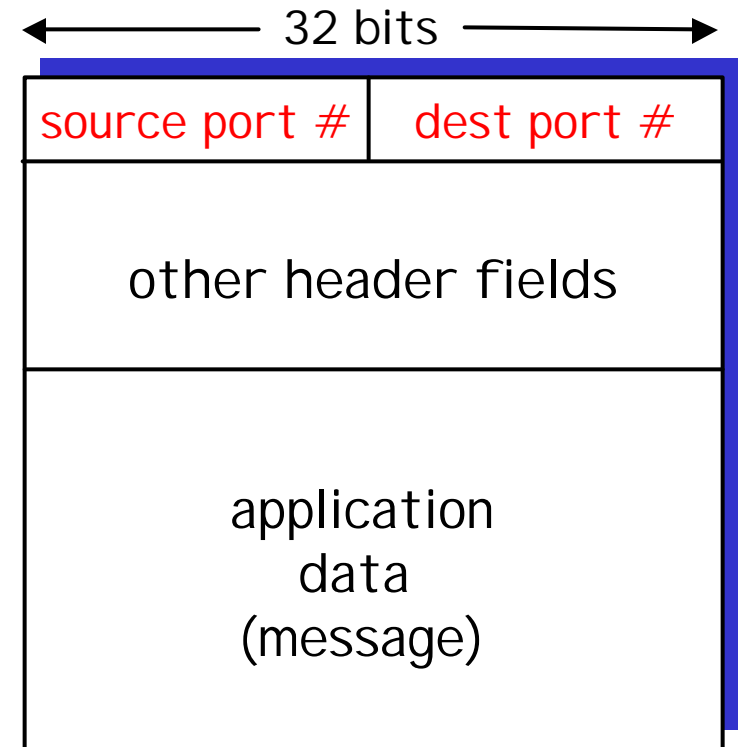 32 bits
source port #
dest port #
other header fields
application
data
(message)